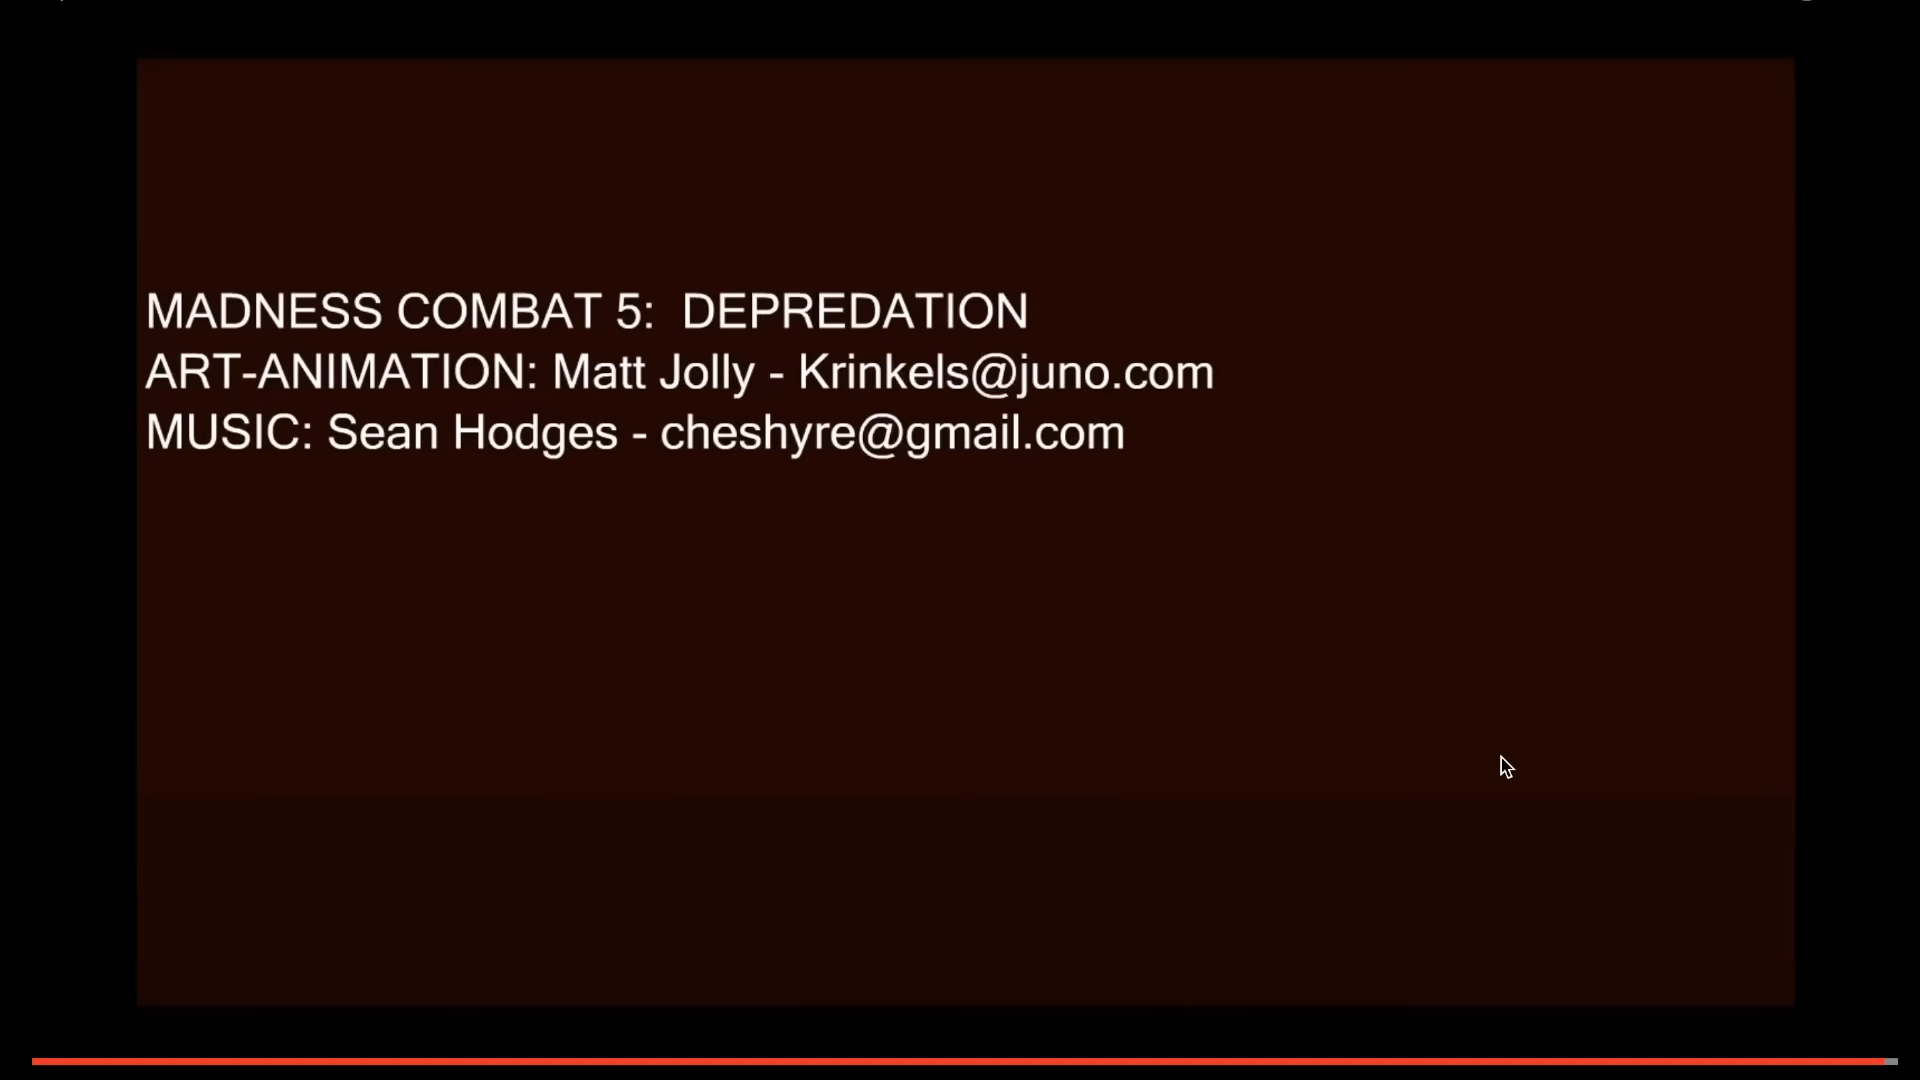 MADNESS COMBAT 5:  DEPREDATION
ART-ANIMATION: Matt Jolly - Krinkels@juno.com
MUSIC: Sean Hodges - cheshyre@gmail.com